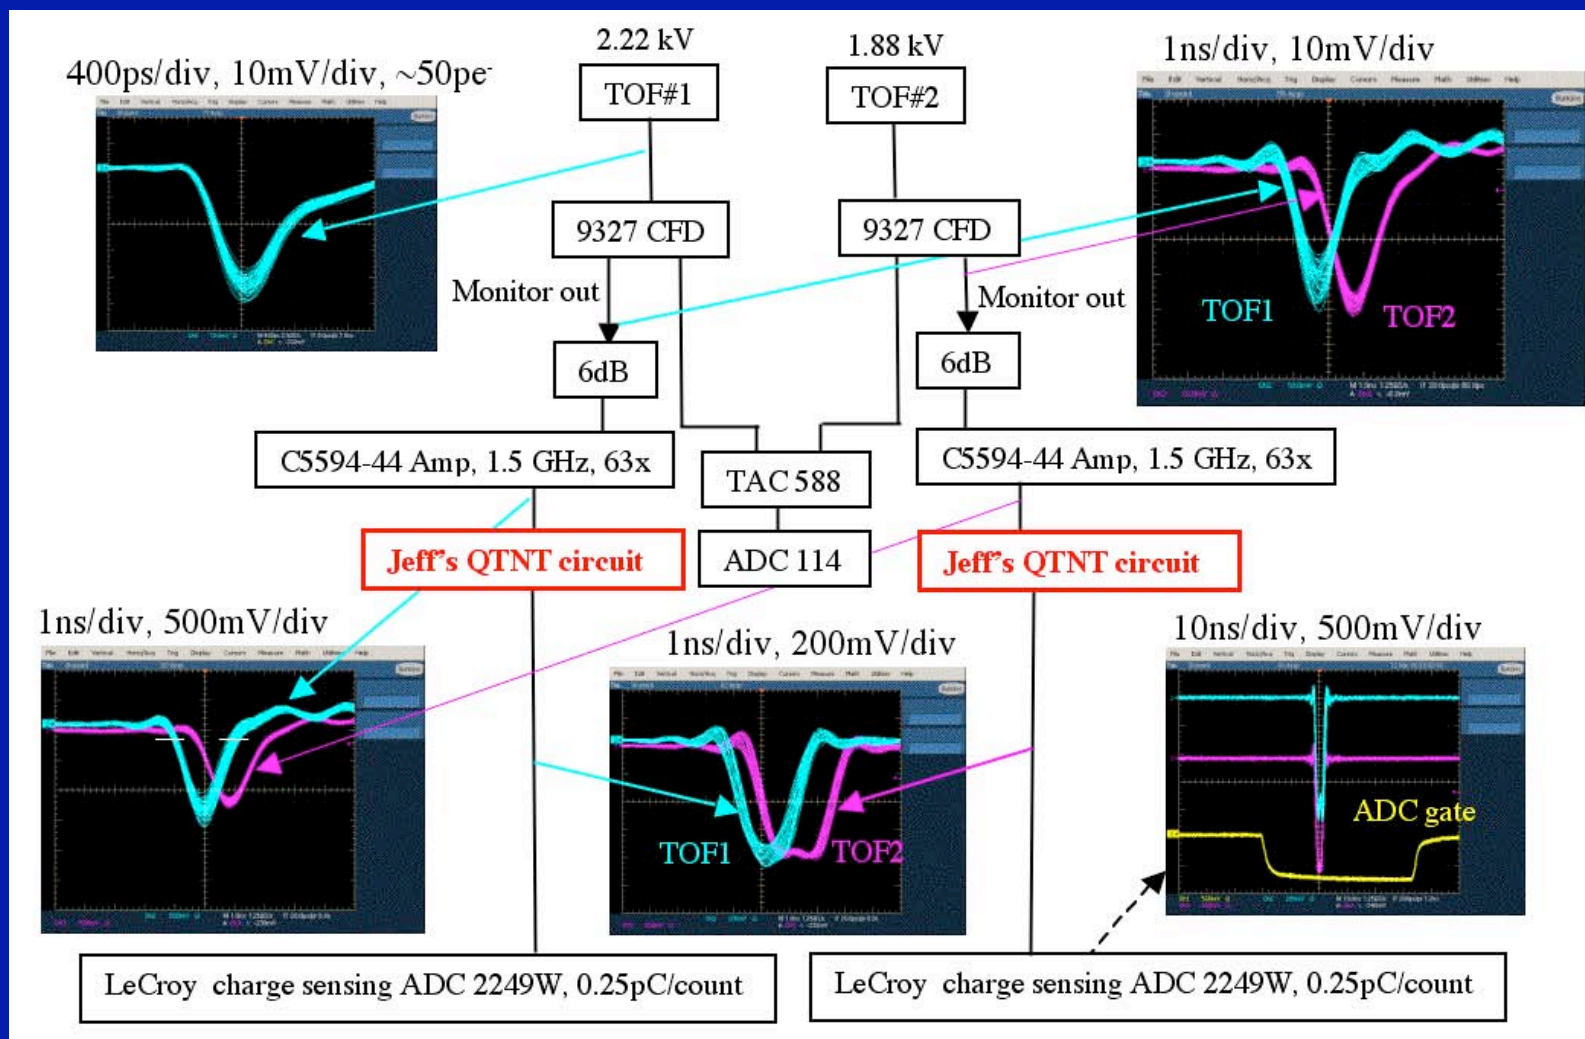 2.22 kV
1.88 kV
400ps/div, 10mV/div, ~50pe-
1ns/div, 10mV/div
TOF#1
TOF#2
9327 CFD
9327 CFD
Monitor out
Monitor out
TOF1
TOF2
6dB
6dB
C5594-44 Amp, 1.5 GHz, 63x
C5594-44 Amp, 1.5 GHz, 63x
TAC 588
Jeff's QTNT circuit
ADC 114
Jeff's QTNT circuit
1ns/div, 500mV/div
1ns/div, 200mV/div
10ns/div, 500mV/div
ADC gate
TOF1
TOF2
LeCroy charge sensing ADC 2249W, 0.25pC/count
LeCroy charge sensing ADC 2249W, 0.25pC/count